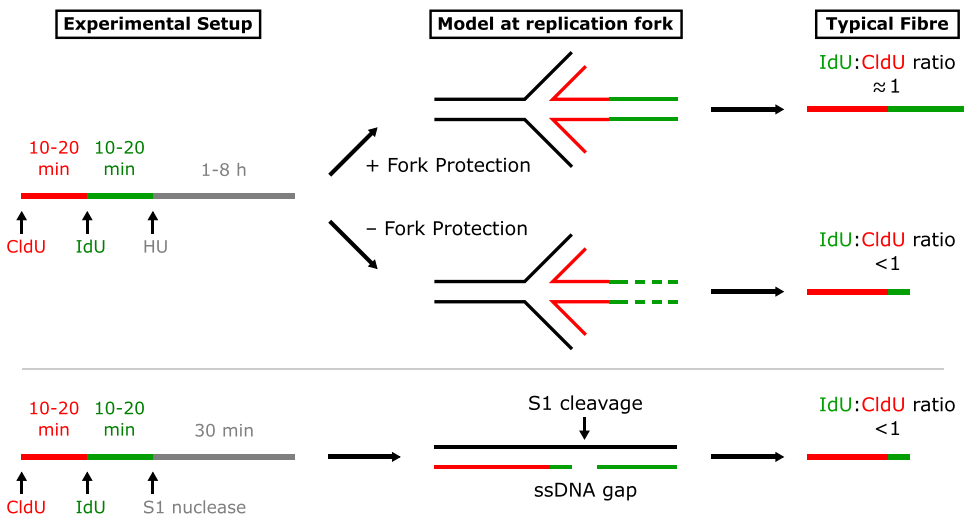 Experimental Setup
Model at replication fork
Typical Fibre
10-20
min
10-20
min
1-8 h
CldU
IdU
HU
+ Fork Protection
– Fork Protection
IdU:CldU ratio
≈1
IdU:CldU ratio
<1
10-20
min
10-20
min
30 min
CldU
IdU
S1 nuclease
S1 cleavage
ssDNA gap
IdU:CldU ratio
<1